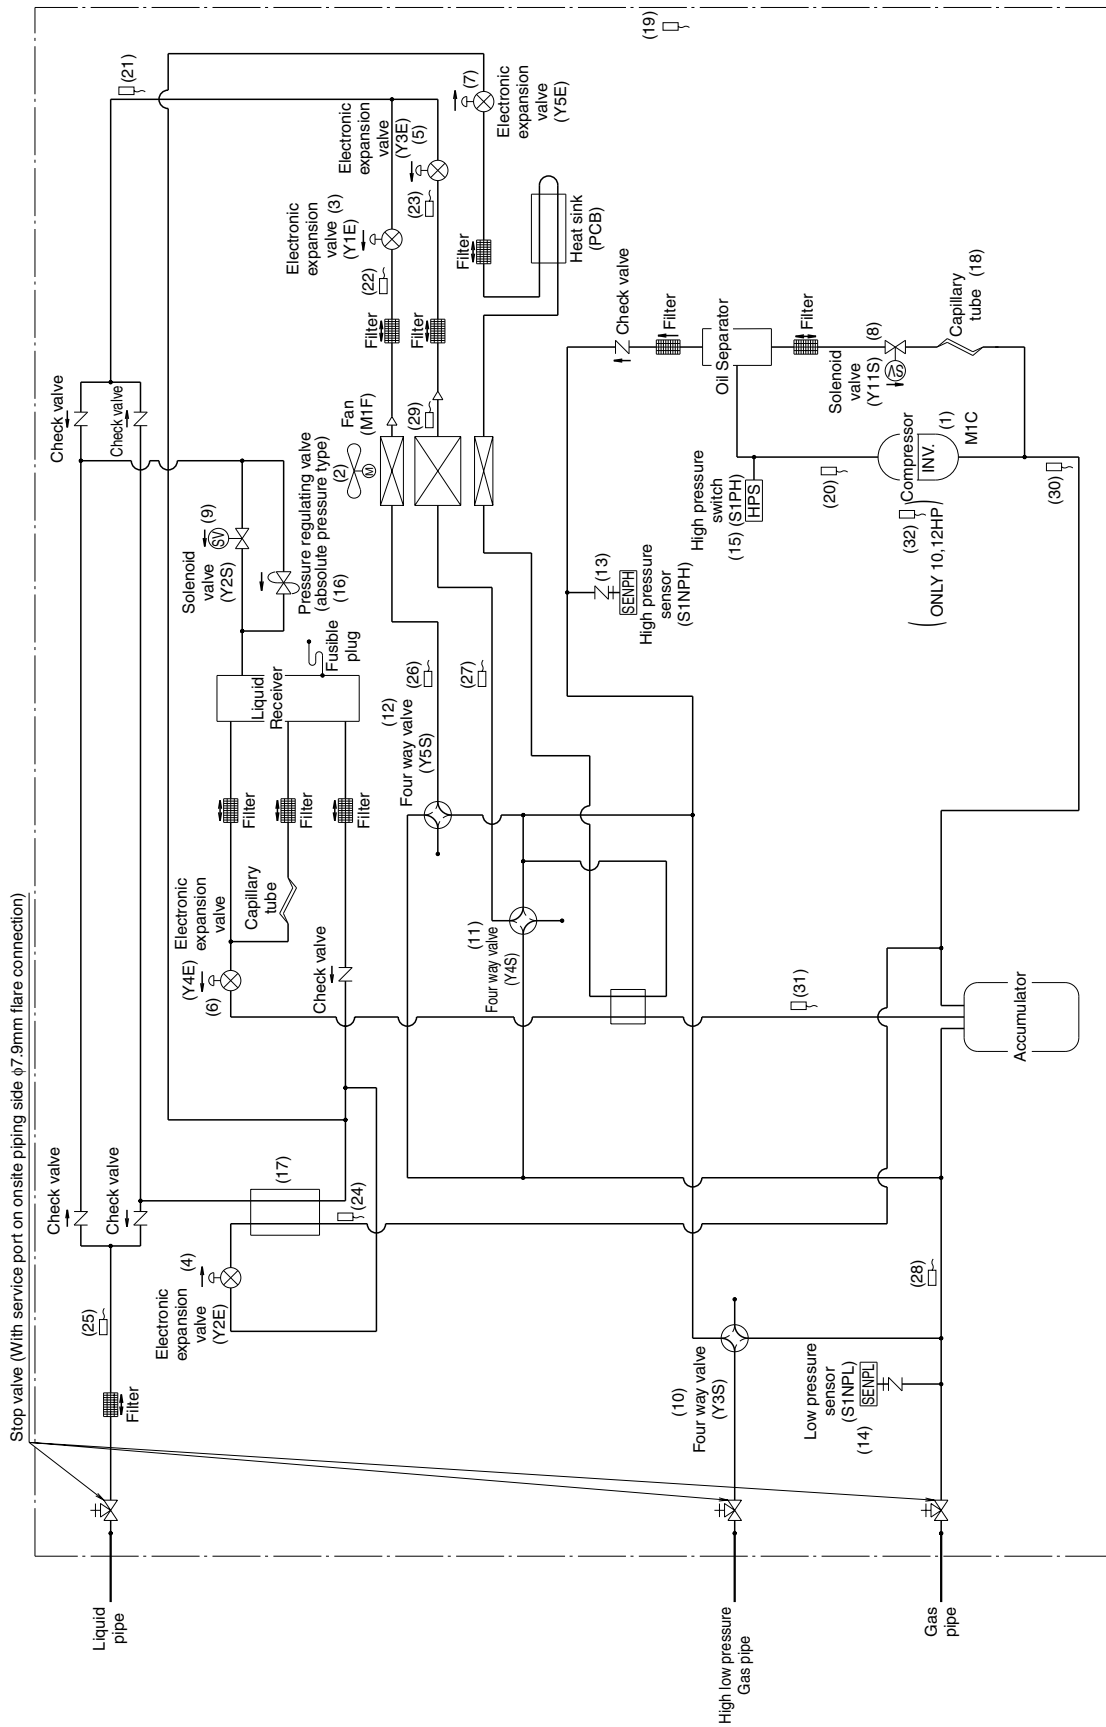 Stop valve (With service port on onsite piping side φ7.9mm flare connection)
(19)
(21)
(7)
Electronic
expansion
valve
(Y5E)
Electronic
expansion
valve
(Y3E) (5)
(23)
Electronic
expansion
valve (3)
(Y1E)
(22)
Filter
Filter
Filter
Heat sink
(PCB)
Check valve
Filter
Oil Separator
Filter
(8)
Solenoid
valve
(Y11S)
SV
Capillary
tube (18)
Check valve
Check valve
(9)
SV
Solenoid
valve
(Y2S)
Pressure regulating valve
(absolute pressure type)
(16)
(2)
M
Fan
(M1F)
(29)
High pressure
switch
(15) (S1PH)
HPS
(20)
Compressor
INV.
(1)
M1C
(30)
(32)
(ONLY 10,12HP)
(13)
SENPH
High pressure
sensor
(S1NPH)
Fusible
plug
Liquid
Receiver
(26)
(27)
(12)
Four way valve
(Y5S)
Filter
Filter
Filter
Electronic
expansion
valve
(Y4E)
(6)
Capillary
tube
Check valve
(11)
Four way valve
(Y4S)
(31)
Accumulator
Check valve
Check valve
(17)
(24)
(4)
Electronic
expansion
valve
(Y2E)
(25)
Filter
(28)
(10)
Four way valve
(Y3S)
Low pressure
sensor
(S1NPL)
SENPL
(14)
Liquid
pipe
High low pressure
Gas pipe
Gas
pipe